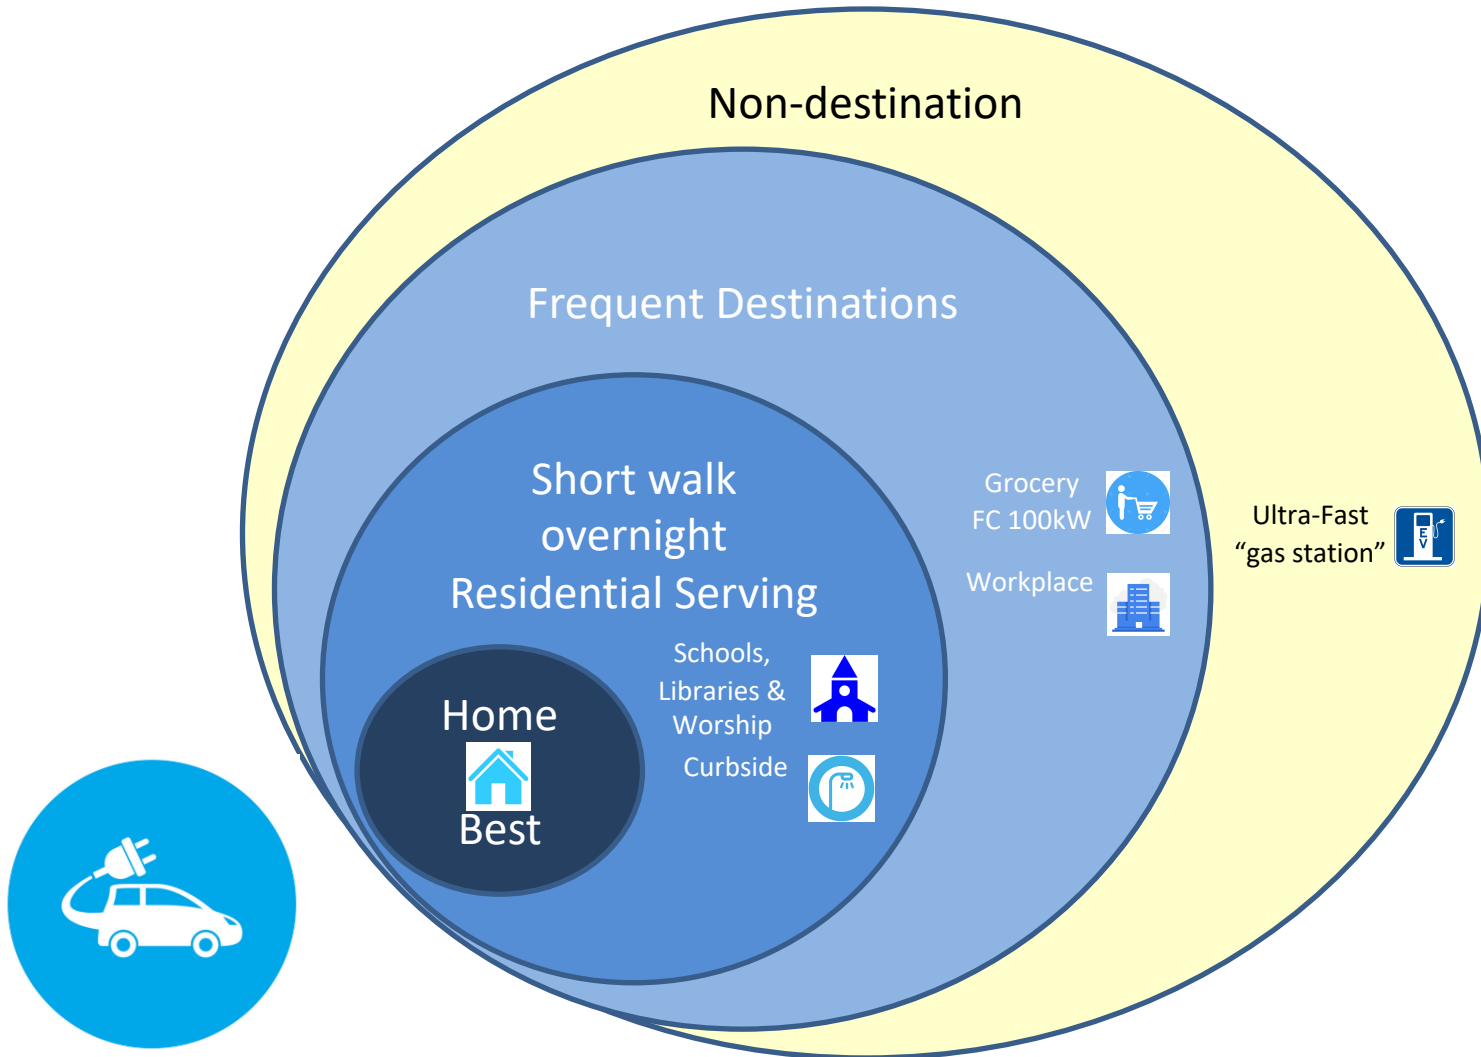 Non-destination
Frequent Destinations
Short walk
overnight
Residential Serving
Grocery
FC 100kW
Workplace
Ultra-Fast
“gas station”
EV
Schools,
Libraries &
Worship
Curbside
Home
Best